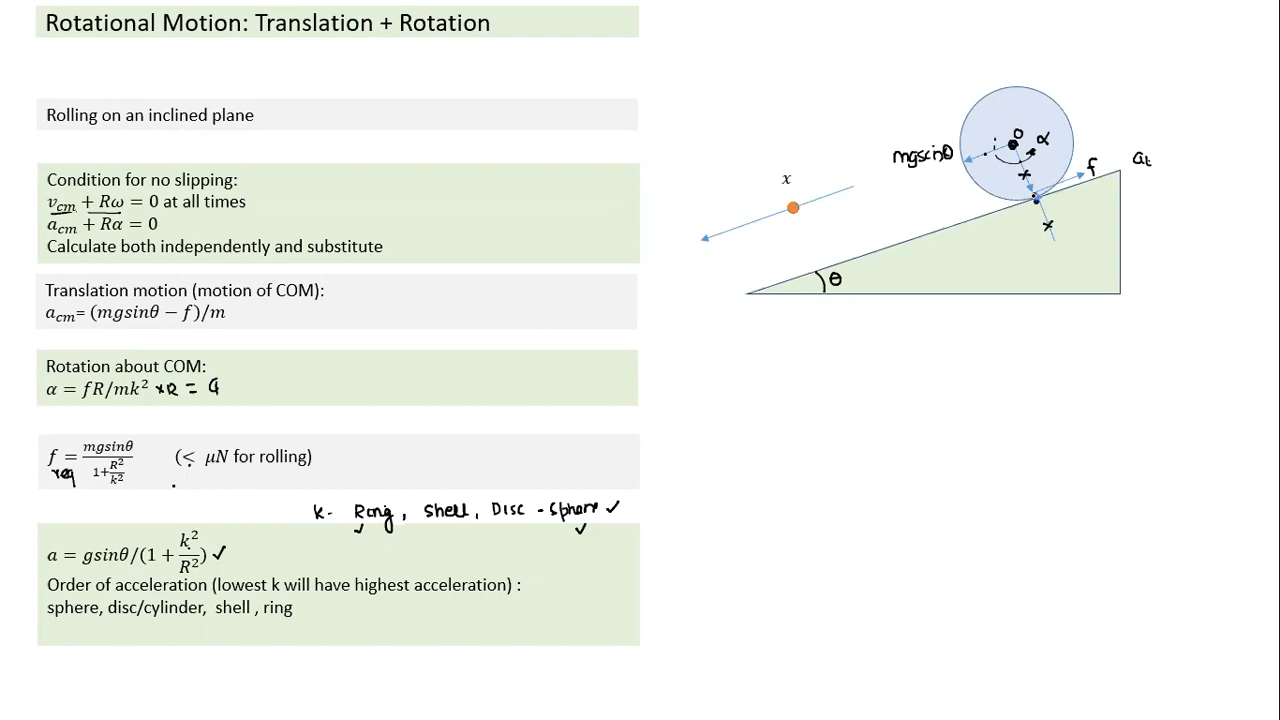 Rotational Motion: Translation + Rotation
Rolling on an inclined plane
Condition for no slipping:
v_cm + Rω = 0 at all times
a_cm + Rα = 0
Calculate both independently and substitute
Translation motion (motion of COM):
a_cm= (mgsinθ − f)/m
Rotation about COM:
α = fR/mk² × R = a
f = mgsinθ / (1+R²/k²) (≤ μN for rolling)
req
k - Ring, Shell, Disc - Sphere ✓
✓ ✓
a = gsinθ/(1 + k²/R²) ✓
Order of acceleration (lowest k will have highest acceleration) :
sphere, disc/cylinder, shell , ring
x
mgsinθ
O
α
f
a_t
θ